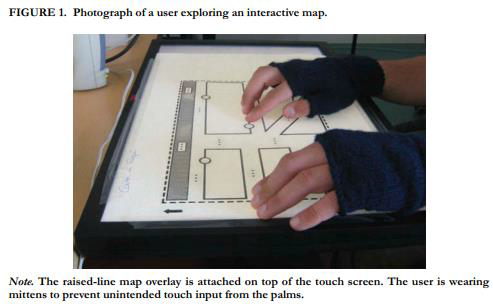 FIGURE 1. Photograph of a user exploring an interactive map.
Note. The raised-line map overlay is attached on top of the touch screen. The user is wearing
mittens to prevent unintended touch input from the palms.